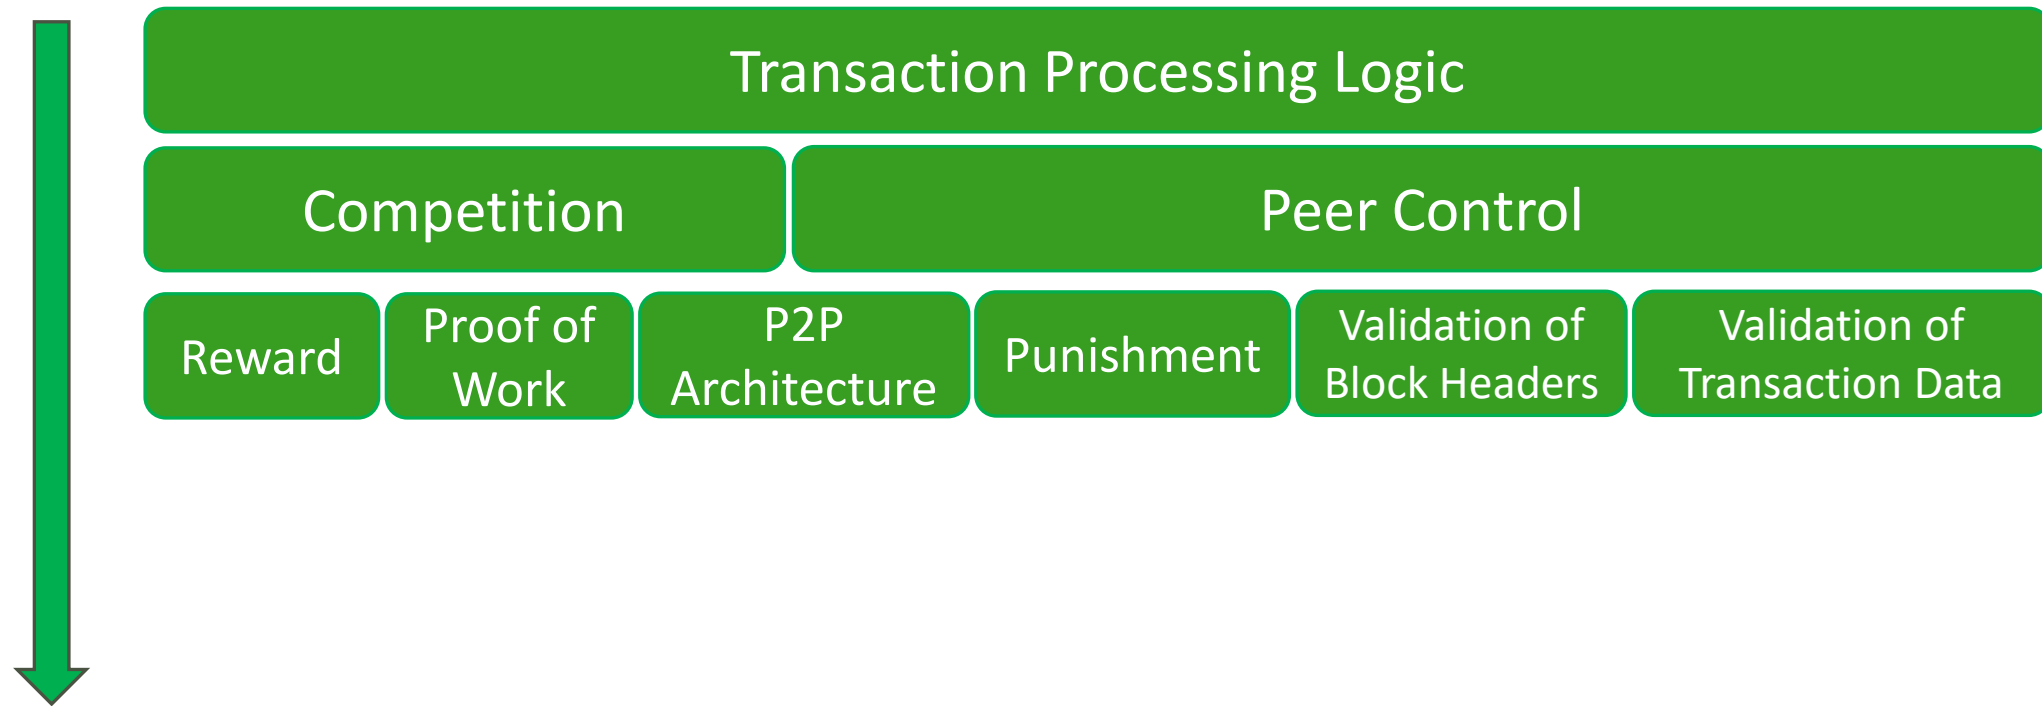 Transaction Processing Logic
Competition
Peer Control
Reward
Proof of
Work
P2P
Architecture
Punishment
Validation of
Block Headers
Validation of
Transaction Data